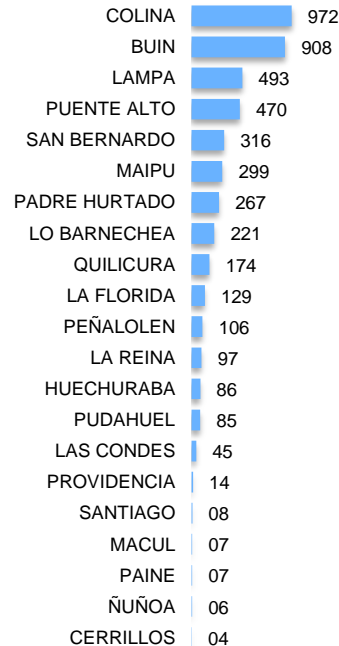 COLINA 972
BUIN 908
LAMPA 493
PUENTE ALTO 470
SAN BERNARDO 316
MAIPU 299
PADRE HURTADO 267
LO BARNECHEA 221
QUILICURA 174
LA FLORIDA 129
PEÑALOLEN 106
LA REINA 97
HUECHURABA 86
PUDAHUEL 85
LAS CONDES 45
PROVIDENCIA 14
SANTIAGO 08
MACUL 07
PAINE 07
ÑUÑOA 06
CERRILLOS 04